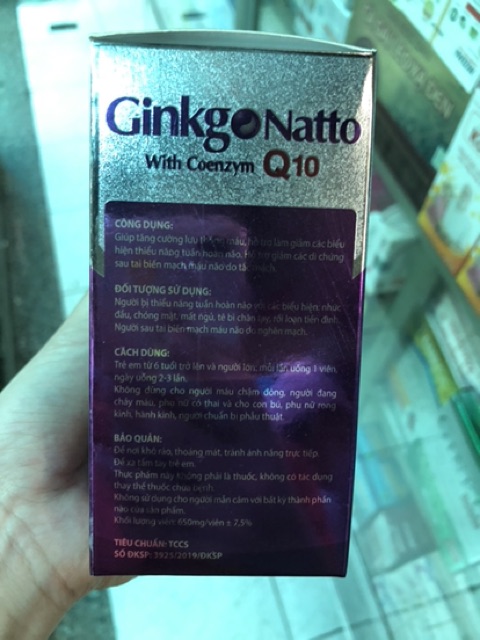 GinkgoNatto
With Coenzym Q10
CÔNG DỤNG:
Giúp tăng cường lưu thông máu, hỗ trợ làm giảm các biểu
hiện thiểu năng tuần hoàn não. Hỗ trợ giảm các di chứng
sau tai biến mạch máu não do tắc mạch.
ĐỐI TƯỢNG SỬ DỤNG:
Người bị thiểu năng tuần hoàn não với các biểu hiện: nhức
đầu, chóng mặt, mất ngủ, tê bì chân tay, rối loạn tiền đình.
Người sau tai biến mạch máu não do nghẽn mạch.
CÁCH DÙNG:
Trẻ em từ 6 tuổi trở lên và người lớn: mỗi lần uống 1 viên,
ngày uống 2-3 lần.
Không dùng cho người máu chậm đông, người đang
chảy máu, phụ nữ có thai và cho con bú, phụ nữ rong
kinh, hành kinh, người chuẩn bị phẫu thuật.
BẢO QUẢN:
Để nơi khô ráo, thoáng mát, tránh ánh nắng trực tiếp.
Để xa tầm tay trẻ em.
Thực phẩm này không phải là thuốc, không có tác dụng
thay thế thuốc chữa bệnh.
Không sử dụng cho người mẫn cảm với bất kỳ thành phần
nào của sản phẩm.
Khối lượng viên: 650mg/viên ± 7,5%
TIÊU CHUẨN: TCCS
SỐ ĐKSP: 3925/2019/ĐKSP